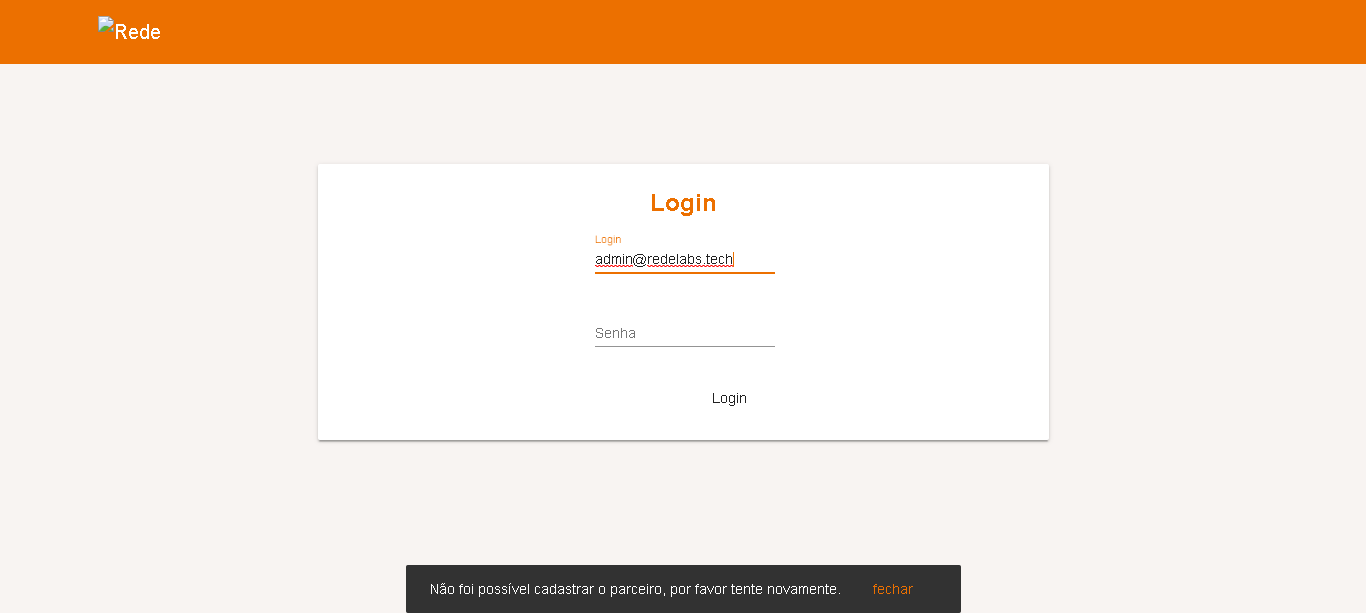 Rede
Login
Login
admin@redelabs.tech
Senha
Login
Não foi possível cadastrar o parceiro, por favor tente novamente. fechar